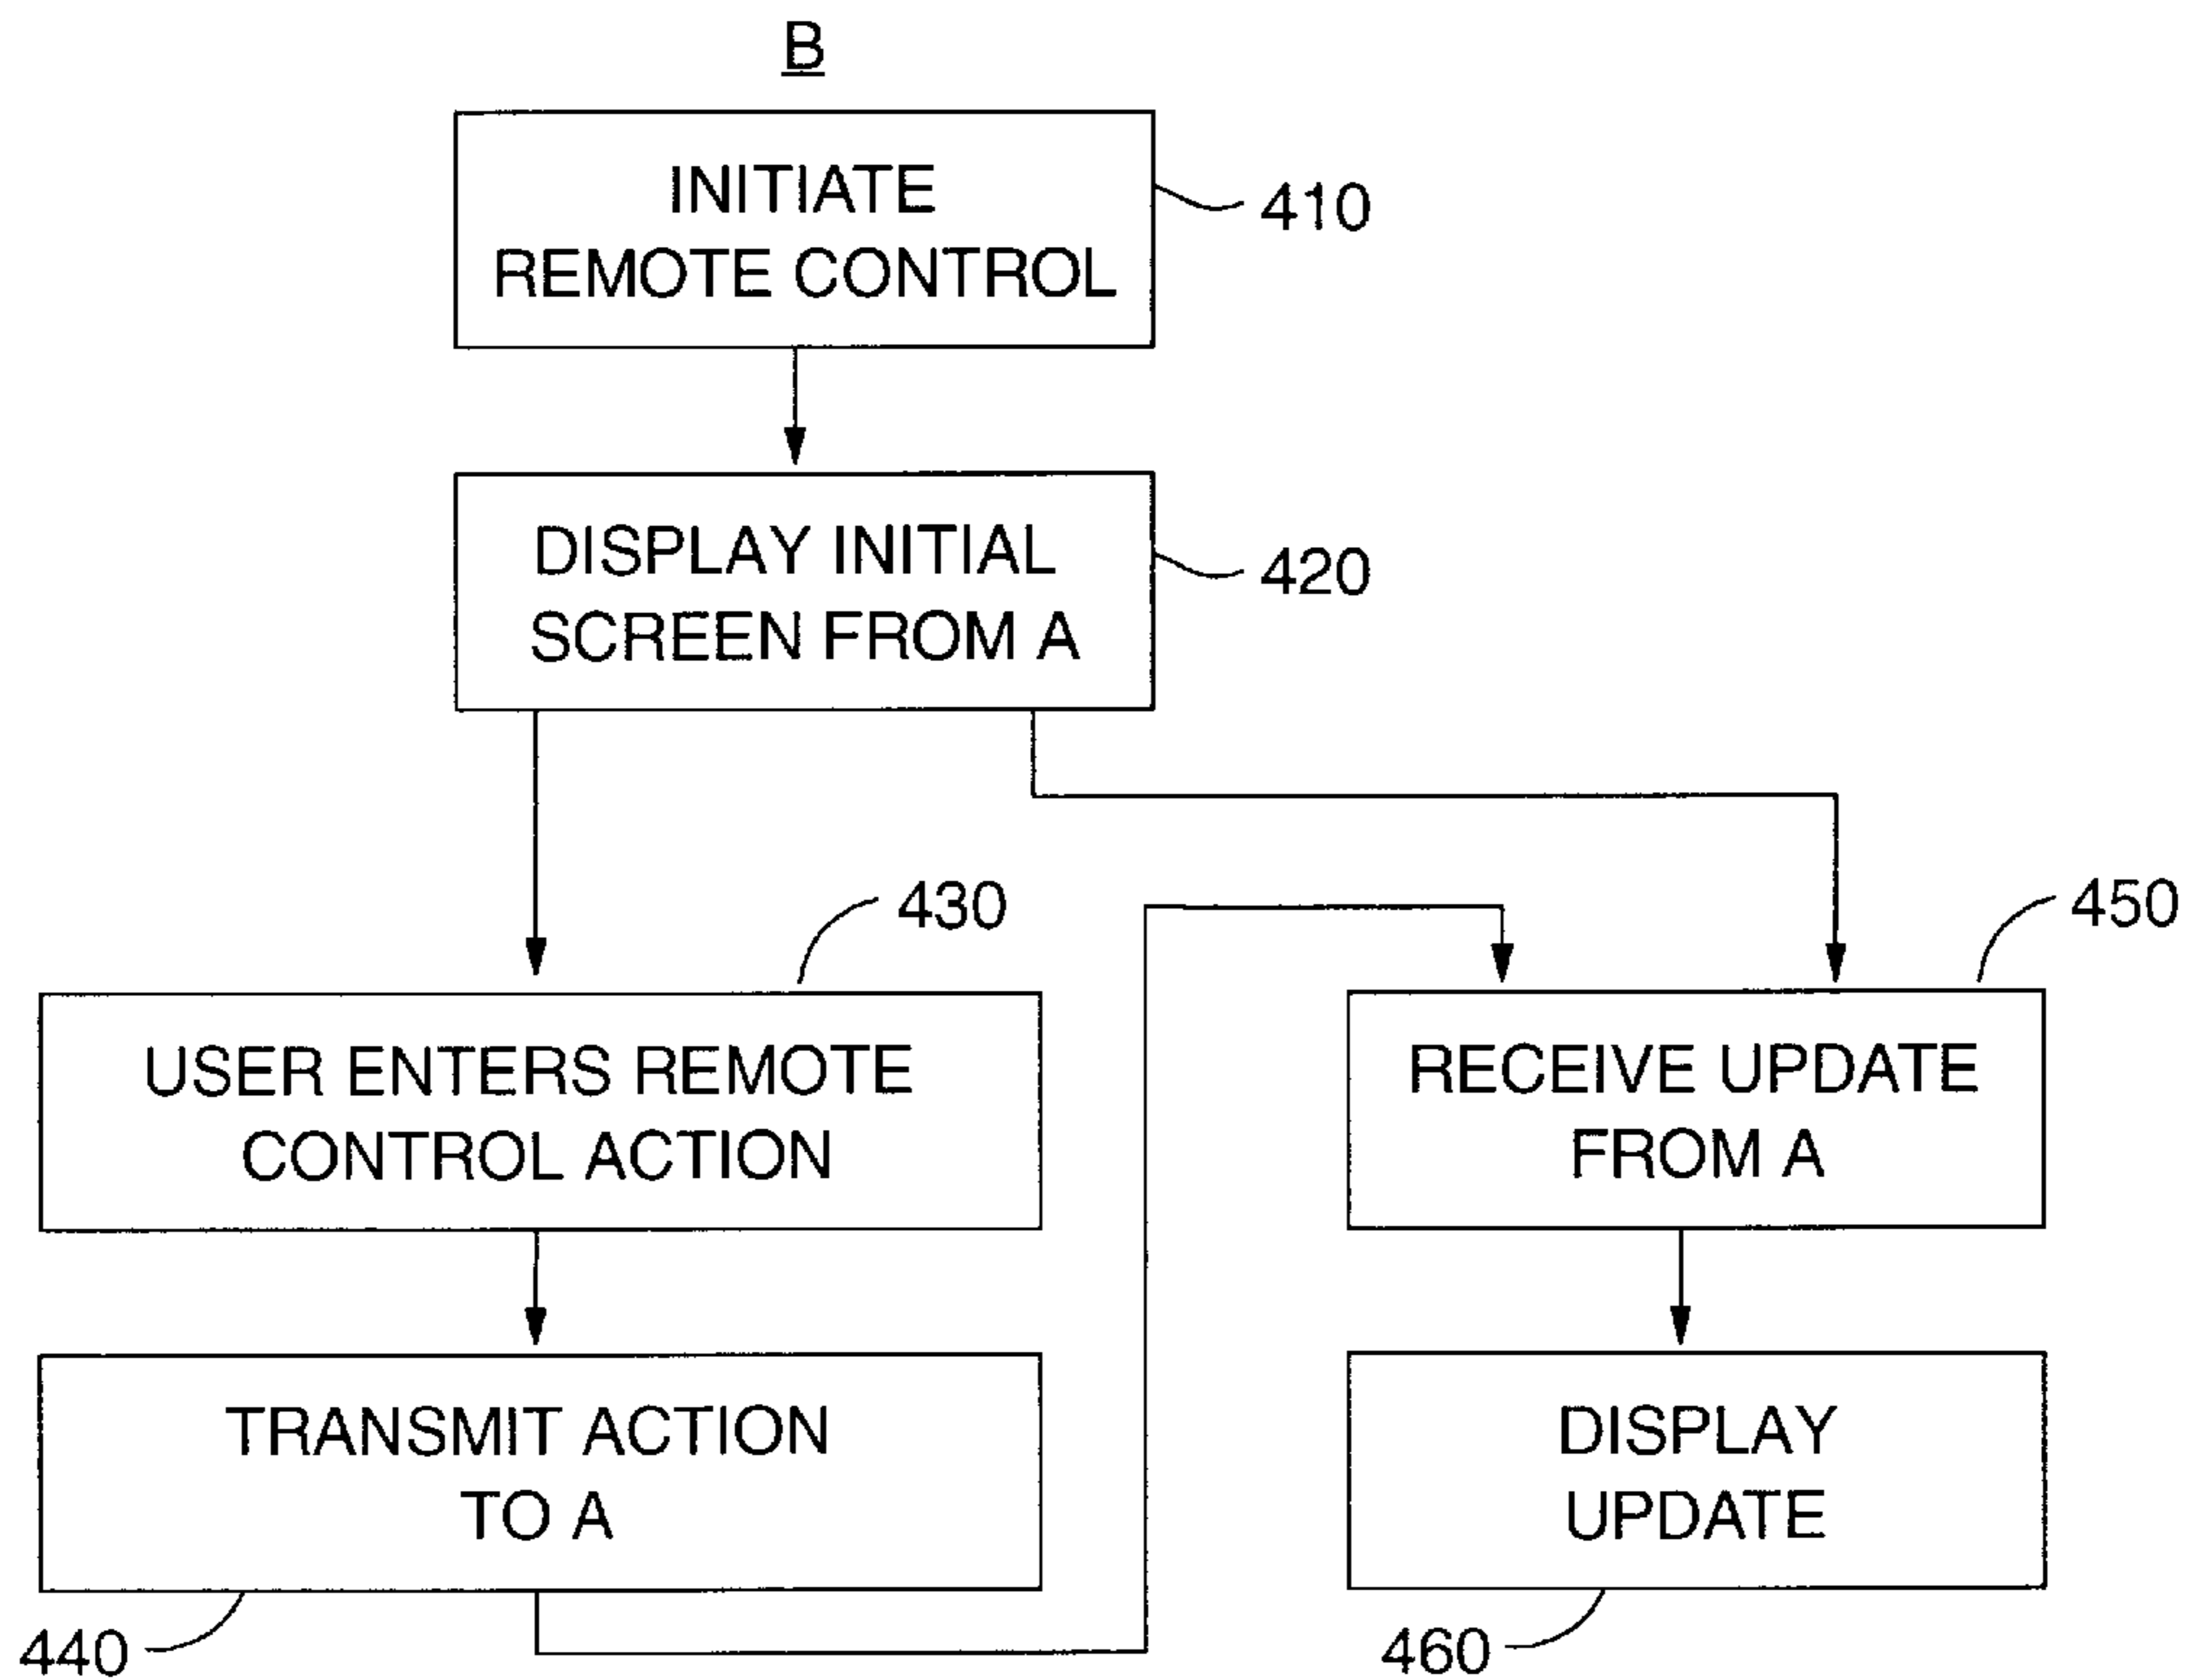 B
INITIATE
REMOTE CONTROL
410
DISPLAY INITIAL
SCREEN FROM A
420
430
USER ENTERS REMOTE
CONTROL ACTION
450
RECEIVE UPDATE
FROM A
TRANSMIT ACTION
TO A
440
DISPLAY
UPDATE
460